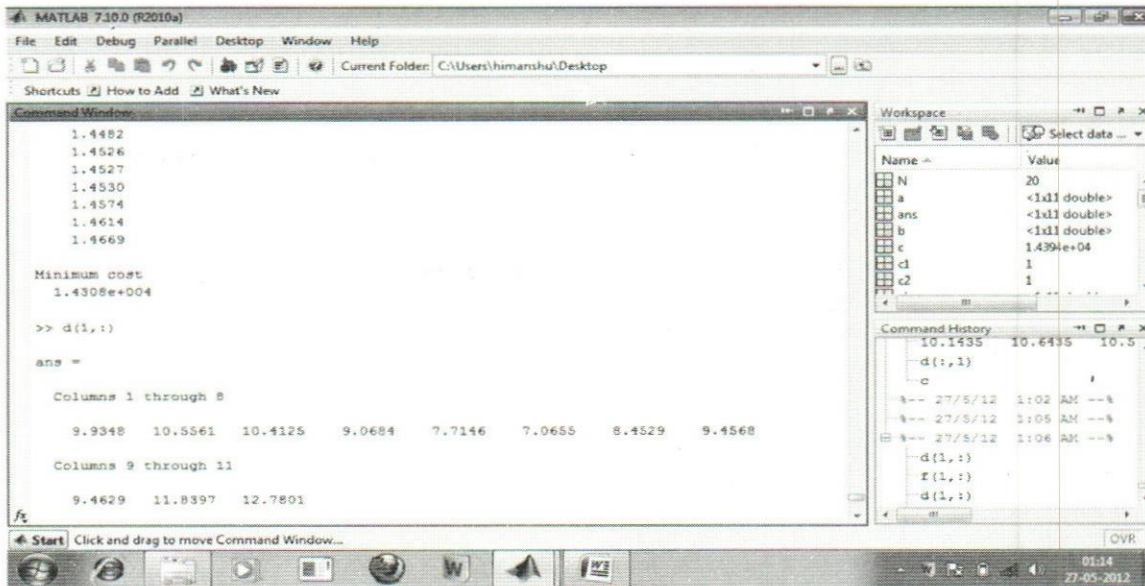 MATLAB 7.10.0 (R2010a)
File Edit Debug Parallel Desktop Window Help
Current Folder: C:\Users\himanshu\Desktop
Shortcuts How to Add What's New
Command Window
1.4482
1.4526
1.4527
1.4530
1.4574
1.4614
1.4669
Minimum cost
1.4308e+004
>> d(1,:)
ans =
Columns 1 through 8
9.9348 10.5561 10.4125 9.0684 7.7146 7.0655 8.4529 9.4568
Columns 9 through 11
9.4629 11.8397 12.7801
fx
Workspace
Select data ...
Name Value
N 20
a <1x11 double>
ans <1x11 double>
b <1x11 double>
c 1.4394e+04
c1 1
c2 1
Command History
10.1435 10.6435 10.5
d(:,1)
c
%-- 27/5/12 1:02 AM --%
%-- 27/5/12 1:05 AM --%
%-- 27/5/12 1:06 AM --%
d(1,:)
f(1,:)
d(1,:)
Start Click and drag to move Command Window...
OVR
W
01:14
27-05-2012